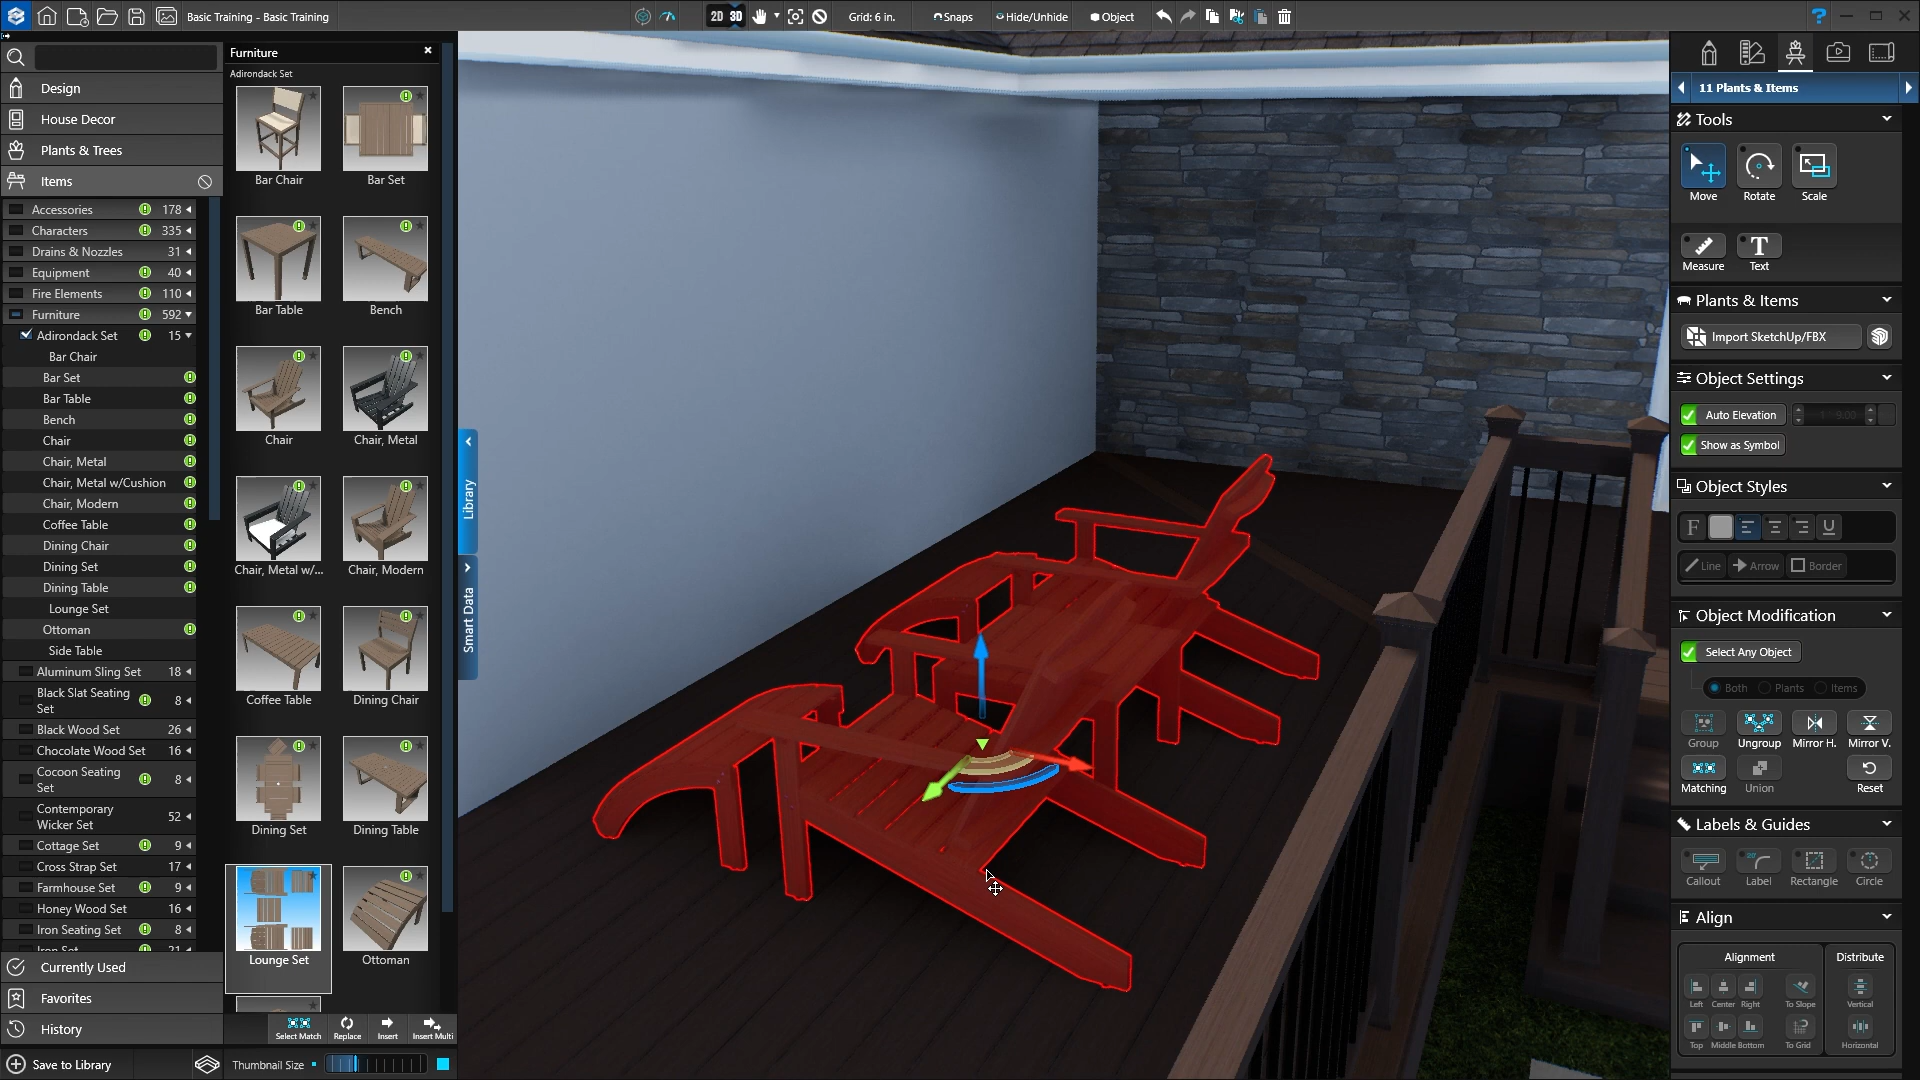 Basic Training - Basic Training
2D 3D
Grid: 6 in.
Snaps
Hide/Unhide
Object
?
Design
House Decor
Plants & Trees
Items
Accessories 178
Characters 335
Drains & Nozzles 31
Equipment 40
Fire Elements 110
Furniture 592
Adirondack Set 15
Bar Chair
Bar Set
Bar Table
Bench
Chair
Chair, Metal
Chair, Metal w/Cushion
Chair, Modern
Coffee Table
Dining Chair
Dining Set
Dining Table
Lounge Set
Ottoman
Side Table
Aluminum Sling Set 18
Black Slat Seating
Set 8
Black Wood Set 26
Chocolate Wood Set 16
Cocoon Seating
Set 8
Contemporary
Wicker Set 52
Cottage Set 9
Cross Strap Set 17
Farmhouse Set 9
Honey Wood Set 16
Iron Seating Set 8
Iron Set 21
Currently Used
Favorites
History
Save to Library
Furniture
Adirondack Set
Bar Chair
Bar Set
Bar Table
Bench
Chair
Chair, Metal
Chair, Metal w/...
Chair, Modern
Coffee Table
Dining Chair
Dining Set
Dining Table
Lounge Set
Ottoman
Select Match
Replace
Insert
Insert Multi
Thumbnail Size
Library
Smart Data
11 Plants & Items
Tools
Move
Rotate
Scale
Measure
Text
Plants & Items
Import SketchUp/FBX
Object Settings
Auto Elevation
Show as Symbol
Object Styles
F
U
Line
Arrow
Border
Object Modification
Select Any Object
Both
Plants
Items
Group
Ungroup
Mirror H.
Mirror V.
Matching
Union
Reset
Labels & Guides
Callout
Label
Rectangle
Circle
Align
Alignment
Distribute
Left
Center
Right
To Slope
Vertical
Top
Middle
Bottom
To Grid
Horizontal